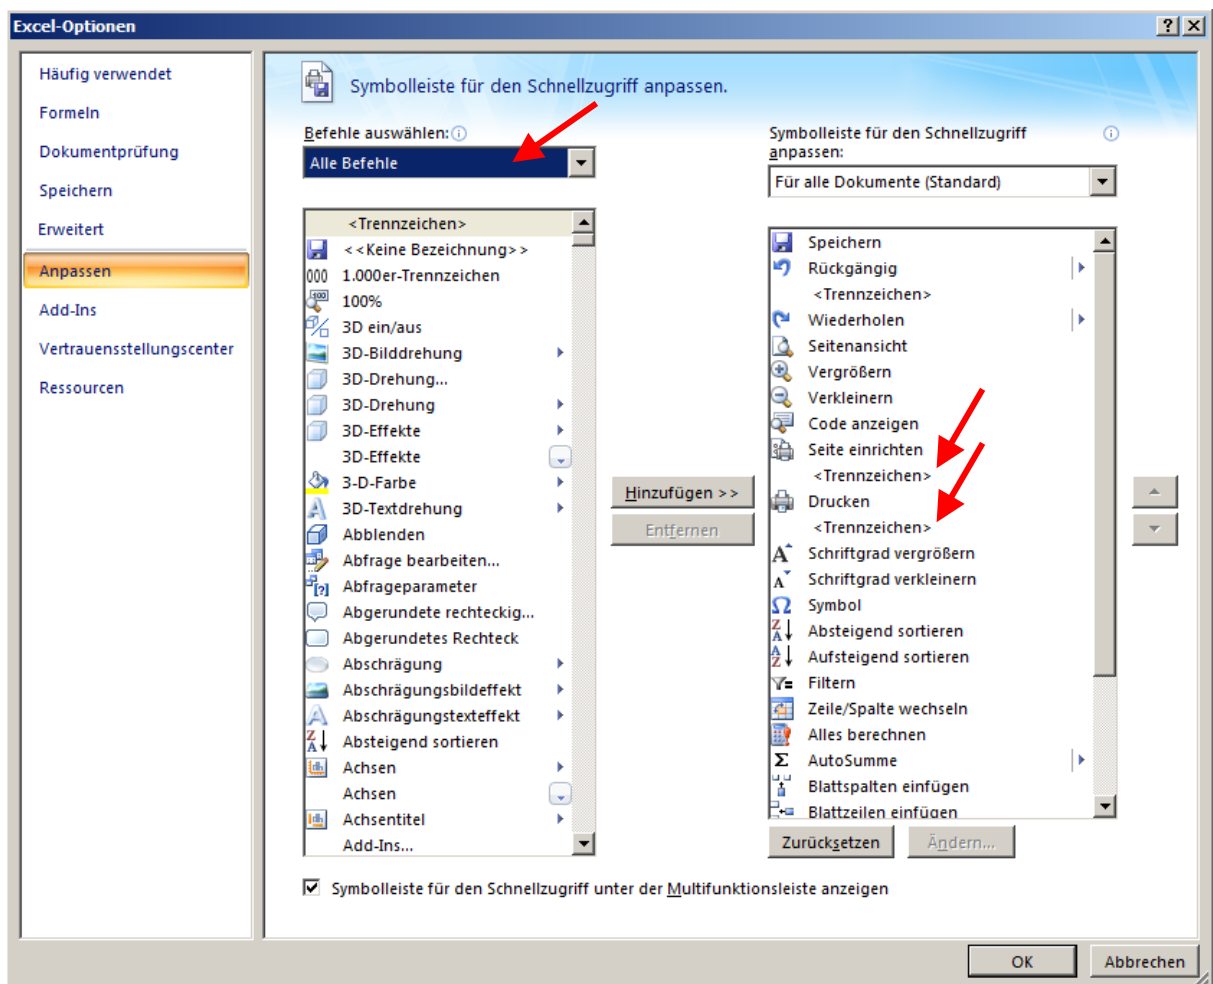 Excel-Optionen
Häufig verwendet
Formeln
Dokumentprüfung
Speichern
Erweitert
Anpassen
Add-Ins
Vertrauensstellungscenter
Ressourcen
Symbolleiste für den Schnellzugriff anpassen.
Befehle auswählen:
Alle Befehle
<Trennzeichen>
<<Keine Bezeichnung>>
1.000er-Trennzeichen
100%
3D ein/aus
3D-Bilddrehung
3D-Drehung...
3D-Drehung
3D-Effekte
3D-Effekte
3-D-Farbe
3D-Textdrehung
Abblenden
Abfrage bearbeiten...
Abfrageparameter
Abgerundete rechteckig...
Abgerundetes Rechteck
Abschrägung
Abschrägungsbildeffekt
Abschrägungstexteffekt
Absteigend sortieren
Achsen
Achsen
Achsentitel
Add-Ins...
Hinzufügen >>
Entfernen
Symbolleiste für den Schnellzugriff
anpassen:
Für alle Dokumente (Standard)
Speichern
Rückgängig
<Trennzeichen>
Wiederholen
Seitenansicht
Vergrößern
Verkleinern
Code anzeigen
Seite einrichten
<Trennzeichen>
Drucken
<Trennzeichen>
Schriftgrad vergrößern
Schriftgrad verkleinern
Symbol
Absteigend sortieren
Aufsteigend sortieren
Filtern
Zeile/Spalte wechseln
Alles berechnen
AutoSumme
Blattspalten einfügen
Blattzeilen einfügen
Zurücksetzen
Ändern...
Symbolleiste für den Schnellzugriff unter der Multifunktionsleiste anzeigen
OK
Abbrechen